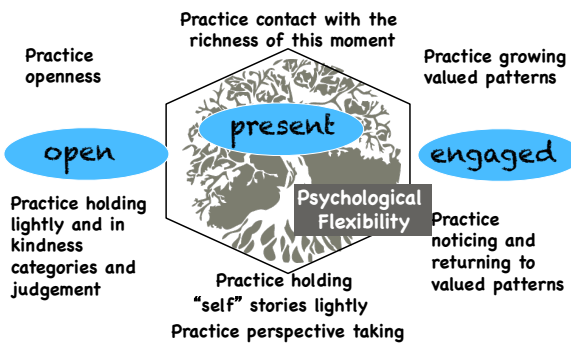 Practice contact with the
richness of this moment
Practice
openness
Practice growing
valued patterns
present
open
engaged
Psychological
Flexibility
Practice holding
lightly and in
kindness
categories and
judgement
Practice
noticing and
returning to
valued patterns
Practice holding
“self” stories lightly
Practice perspective taking